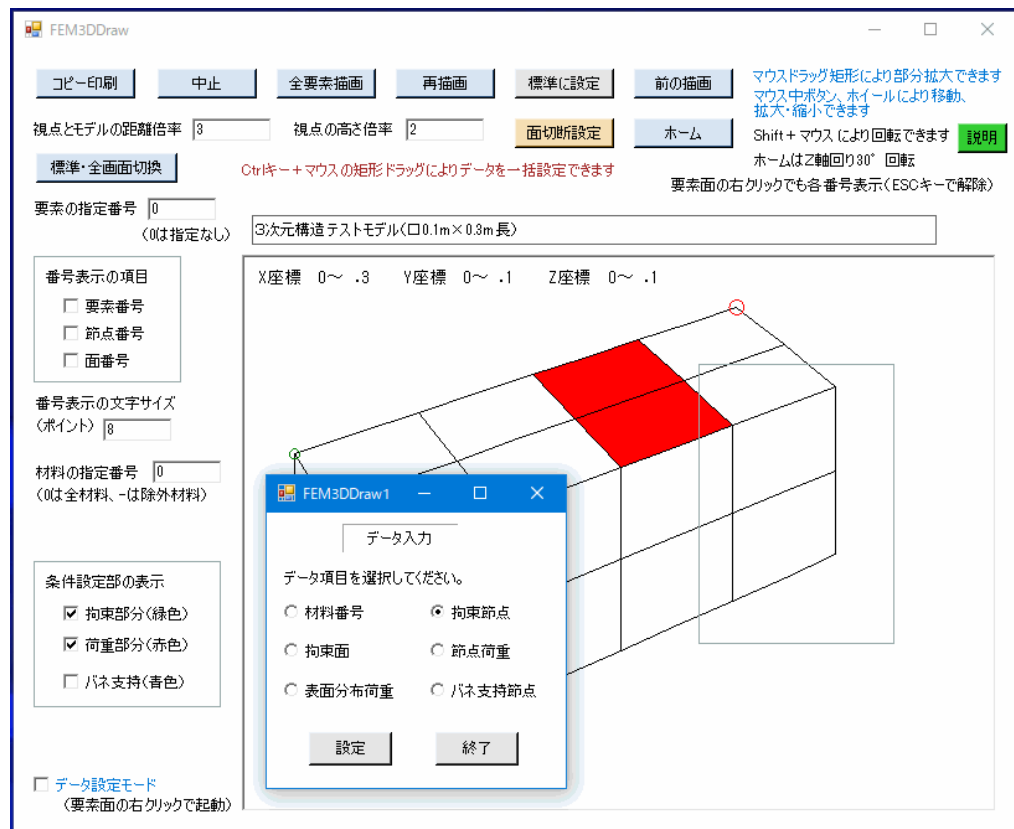 FEM3DDraw
コピー印刷
中止
全要素描画
再描画
標準に設定
前の描画
マウスドラッグ矩形により部分拡大できます
マウス中ボタン、ホイールにより移動、
拡大・縮小できます
視点とモデルの距離倍率 3
視点の高さ倍率 2
面切断設定
ホーム
Shift+マウスにより回転できます
説明
ホームはZ軸回り30° 回転
標準・全画面切換
Ctrlキー+マウスの矩形ドラッグによりデータを一括設定できます
要素面の右クリックでも各番号表示(ESCキーで解除)
要素の指定番号 0
(0は指定なし)
3次元構造テストモデル(口0.1m×0.3m長)
番号表示の項目
要素番号
節点番号
面番号
X座標 0~ .3 Y座標 0~ .1 Z座標 0~ .1
番号表示の文字サイズ
(ポイント) 8
材料の指定番号 0
(0は全材料、-は除外材料)
条件設定部の表示
拘束部分(緑色)
荷重部分(赤色)
バネ支持(青色)
データ設定モード
(要素面の右クリックで起動)
FEM3DDraw1
データ入力
データ項目を選択してください。
材料番号 拘束節点
拘束面 節点荷重
表面分布荷重 バネ支持節点
設定 終了